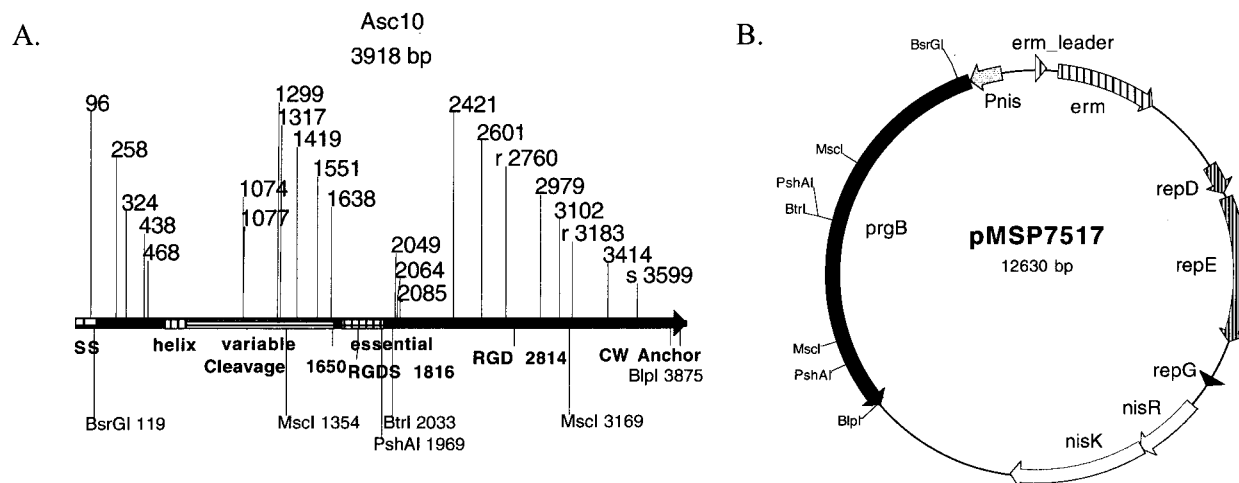 A.
Asc10
3918 bp
96
258
324
438
468
1074
1077
1299
1317
1419
1551
1638
2049
2064
2085
2421
2601
r 2760
2979
3102
r 3183
3414
s 3599
SS
helix
variable
essential
Cleavage 1650
RGDS 1816
RGD 2814
CW Anchor
BlpI 3875
BsrGI 119
MscI 1354
BtrI 2033
PshAI 1969
MscI 3169
B.
BsrGI
erm_leader
Pnis
erm
MscI
PshAI
BtrI
prgB
repD
pMSP7517
12630 bp
repE
MscI
PshAI
BlpI
repG
nisR
nisK